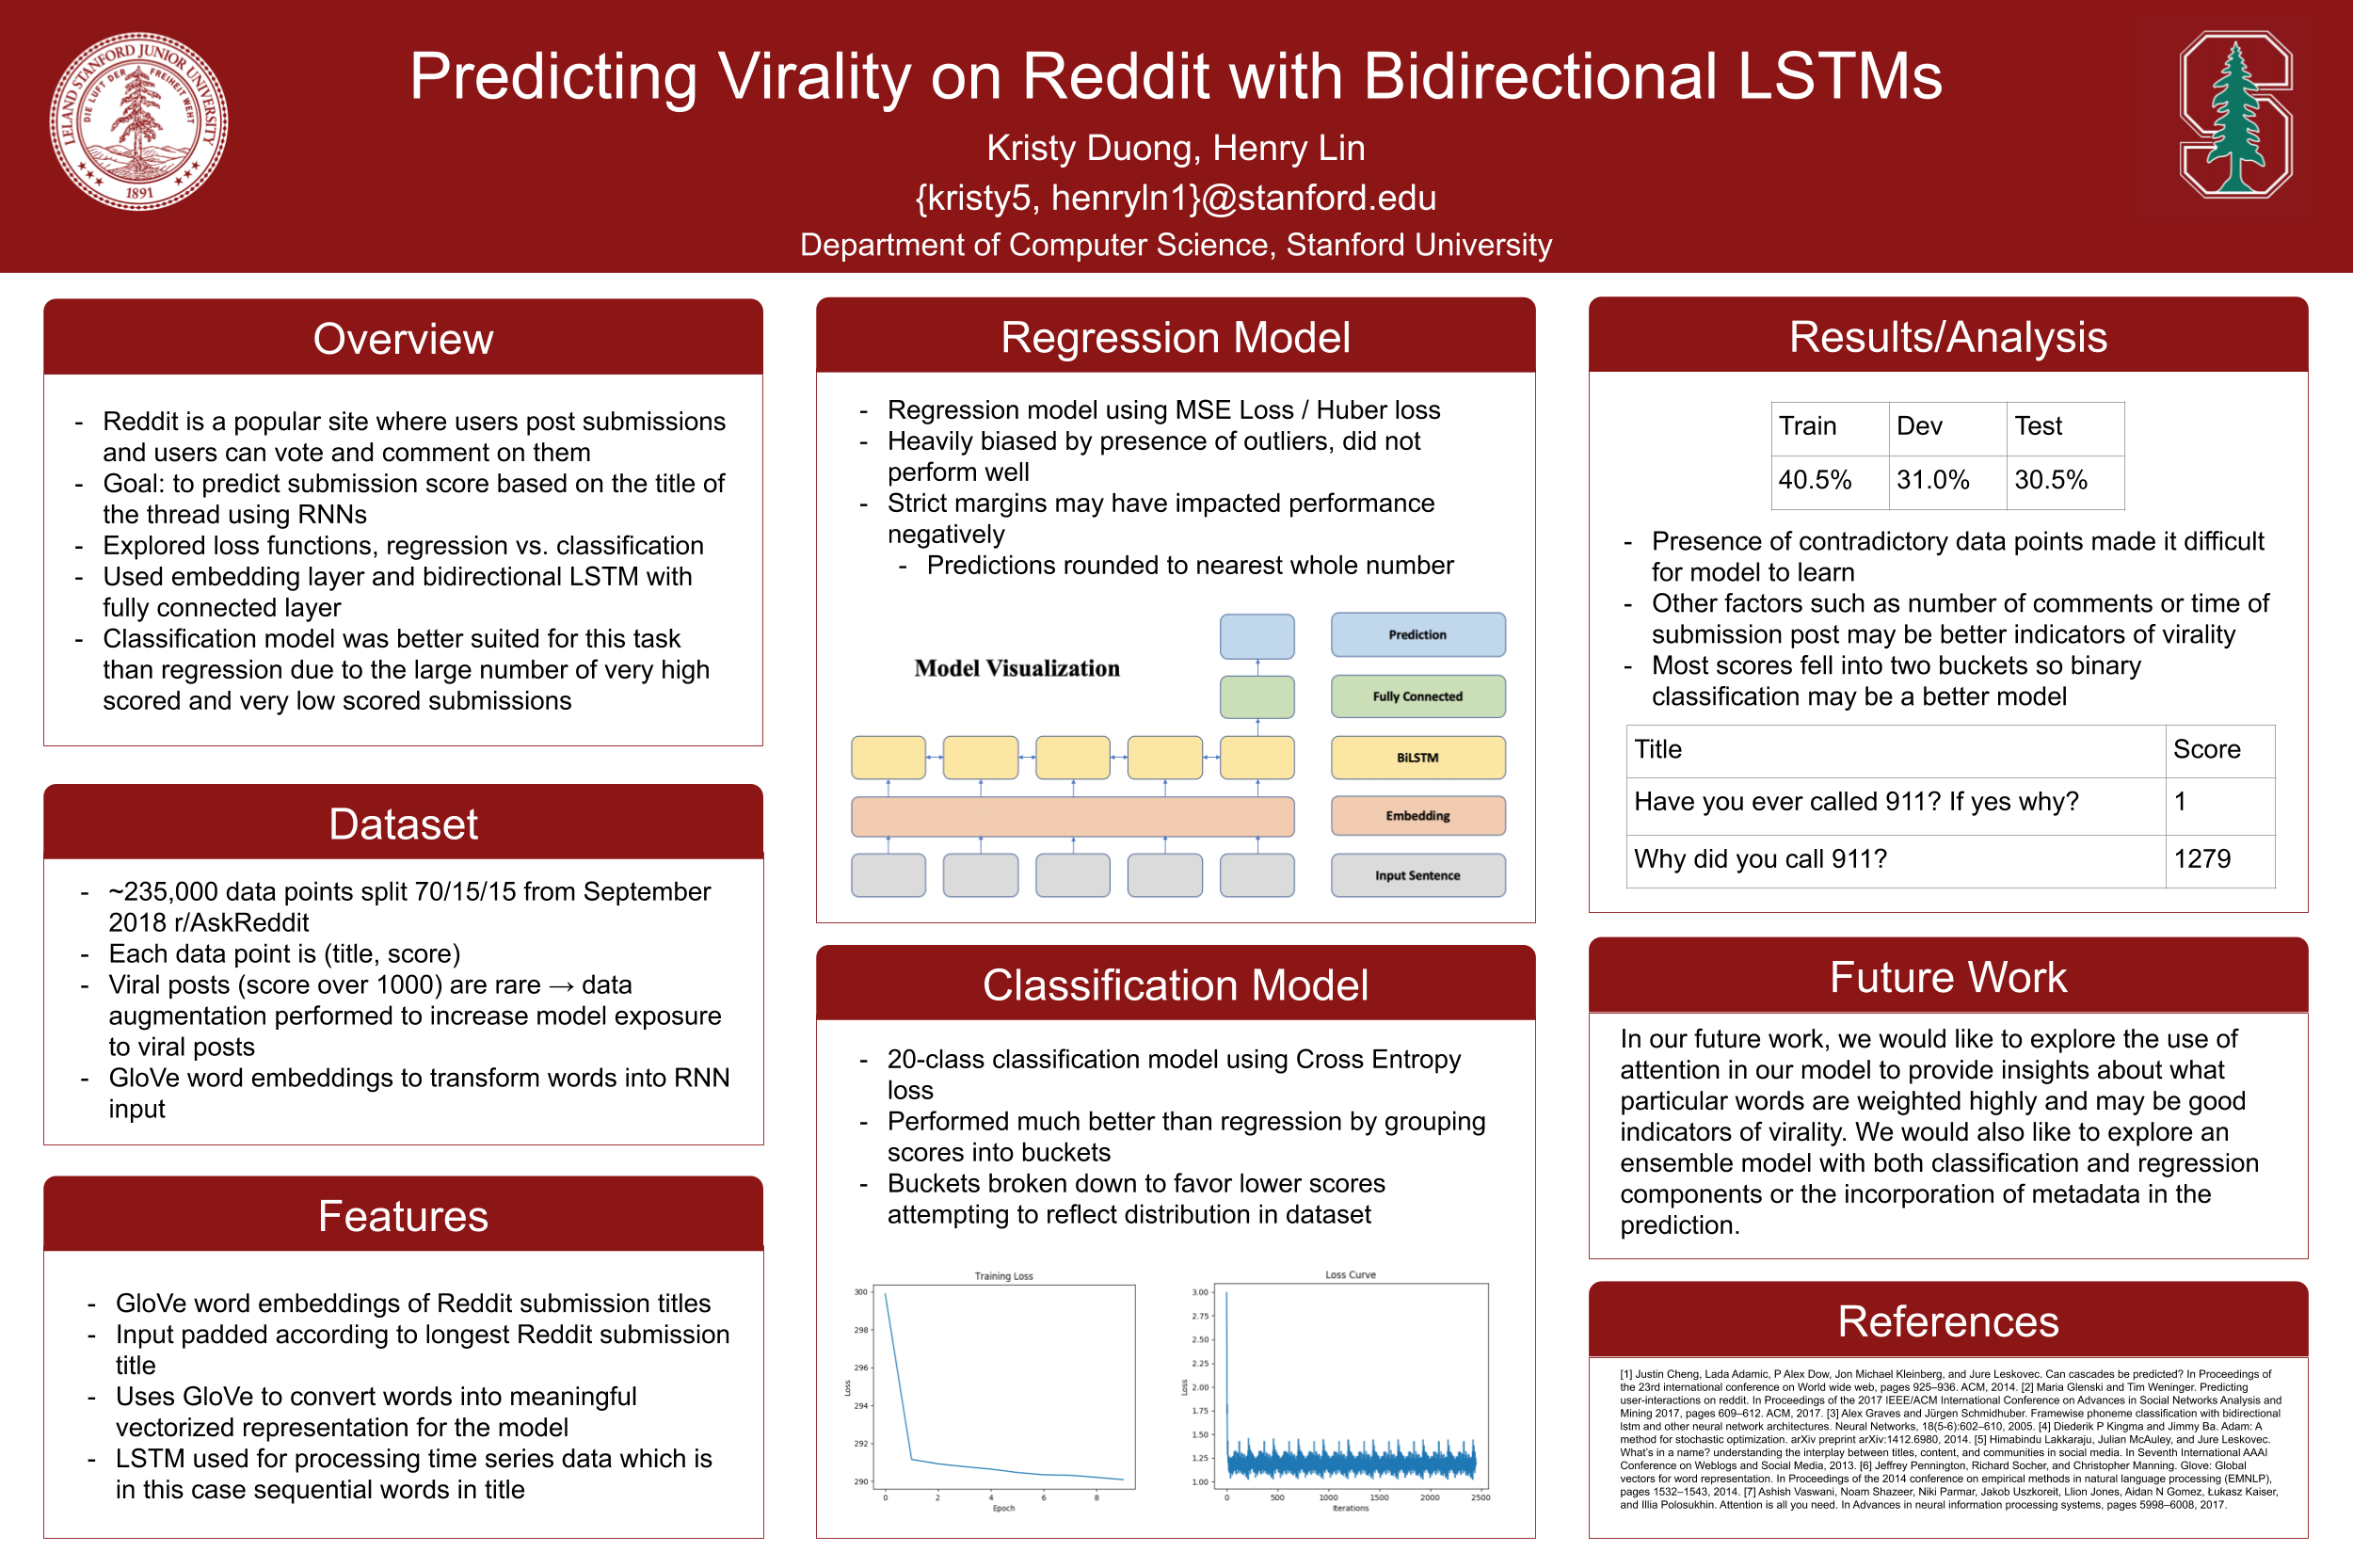 LELAND STANFORD JUNIOR UNIVERSITY
DIE LUFT DER FREIHEIT WEHT
1891
Predicting Virality on Reddit with Bidirectional LSTMs
Kristy Duong, Henry Lin
{kristy5, henryln1}@stanford.edu
Department of Computer Science, Stanford University
Overview
- Reddit is a popular site where users post submissions
and users can vote and comment on them
- Goal: to predict submission score based on the title of
the thread using RNNs
- Explored loss functions, regression vs. classification
- Used embedding layer and bidirectional LSTM with
fully connected layer
- Classification model was better suited for this task
than regression due to the large number of very high
scored and very low scored submissions
Dataset
- ~235,000 data points split 70/15/15 from September
2018 r/AskReddit
- Each data point is (title, score)
- Viral posts (score over 1000) are rare → data
augmentation performed to increase model exposure
to viral posts
- GloVe word embeddings to transform words into RNN
input
Features
- GloVe word embeddings of Reddit submission titles
- Input padded according to longest Reddit submission
title
- Uses GloVe to convert words into meaningful
vectorized representation for the model
- LSTM used for processing time series data which is
in this case sequential words in title
Regression Model
- Regression model using MSE Loss / Huber loss
- Heavily biased by presence of outliers, did not
perform well
- Strict margins may have impacted performance
negatively
- Predictions rounded to nearest whole number
Model Visualization
Prediction
Fully Connected
BiLSTM
Embedding
Input Sentence
Classification Model
- 20-class classification model using Cross Entropy
loss
- Performed much better than regression by grouping
scores into buckets
- Buckets broken down to favor lower scores
attempting to reflect distribution in dataset
Training Loss
300
298
296
294
292
290
Loss
0 2 4 6 8
Epoch
Loss Curve
3.00
2.75
2.50
2.25
2.00
1.75
1.50
1.25
1.00
Loss
0 500 1000 1500 2000 2500
Iterations
Results/Analysis
Train Dev Test
40.5% 31.0% 30.5%
- Presence of contradictory data points made it difficult
for model to learn
- Other factors such as number of comments or time of
submission post may be better indicators of virality
- Most scores fell into two buckets so binary
classification may be a better model
Title Score
Have you ever called 911? If yes why? 1
Why did you call 911? 1279
Future Work
In our future work, we would like to explore the use of
attention in our model to provide insights about what
particular words are weighted highly and may be good
indicators of virality. We would also like to explore an
ensemble model with both classification and regression
components or the incorporation of metadata in the
prediction.
References
[1] Justin Cheng, Lada Adamic, P Alex Dow, Jon Michael Kleinberg, and Jure Leskovec. Can cascades be predicted? In Proceedings of
the 23rd international conference on World wide web, pages 925–936. ACM, 2014. [2] Maria Glenski and Tim Weninger. Predicting
user-interactions on reddit. In Proceedings of the 2017 IEEE/ACM International Conference on Advances in Social Networks Analysis and
Mining 2017, pages 609–612. ACM, 2017. [3] Alex Graves and Jürgen Schmidhuber. Framewise phoneme classification with bidirectional
lstm and other neural network architectures. Neural Networks, 18(5-6):602–610, 2005. [4] Diederik P Kingma and Jimmy Ba. Adam: A
method for stochastic optimization. arXiv preprint arXiv:1412.6980, 2014. [5] Himabindu Lakkaraju, Julian McAuley, and Jure Leskovec.
What's in a name? understanding the interplay between titles, content, and communities in social media. In Seventh International AAAI
Conference on Weblogs and Social Media, 2013. [6] Jeffrey Pennington, Richard Socher, and Christopher Manning. Glove: Global
vectors for word representation. In Proceedings of the 2014 conference on empirical methods in natural language processing (EMNLP),
pages 1532–1543, 2014. [7] Ashish Vaswani, Noam Shazeer, Niki Parmar, Jakob Uszkoreit, Llion Jones, Aidan N Gomez, Łukasz Kaiser,
and Illia Polosukhin. Attention is all you need. In Advances in neural information processing systems, pages 5998–6008, 2017.